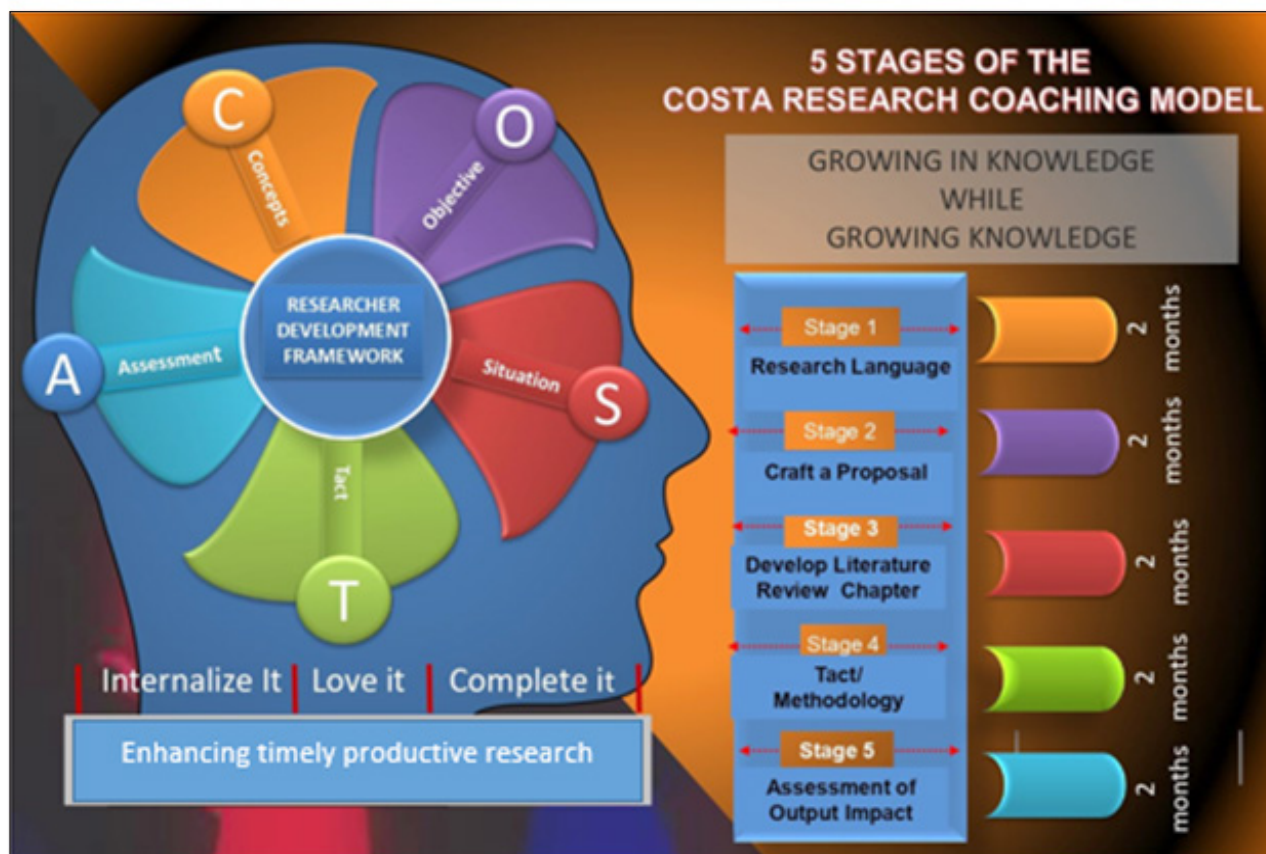 5 STAGES OF THE
COSTA RESEARCH COACHING MODEL
GROWING IN KNOWLEDGE
WHILE
GROWING KNOWLEDGE
C
Concepts
O
Objective
S
Situation
T
Tact
A
Assessment
RESEARCHER
DEVELOPMENT
FRAMEWORK
Internalize It
Love it
Complete it
Enhancing timely productive research
Stage 1
Research Language
2 months
Stage 2
Craft a Proposal
2 months
Stage 3
Develop Literature
Review Chapter
2 months
Stage 4
Tact/
Methodology
2 months
Stage 5
Assessment of
Output Impact
2 months